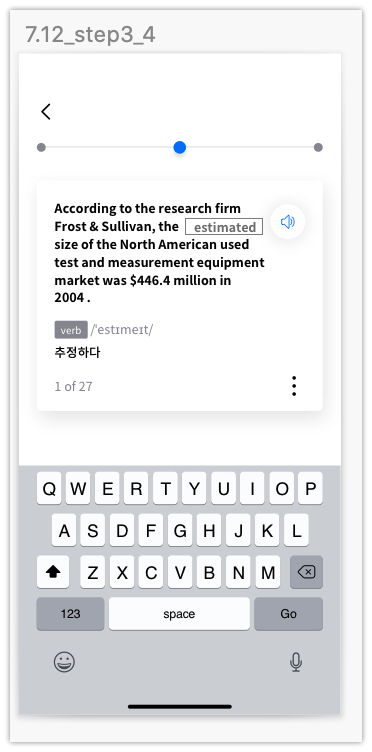 7.12_step3_4
According to the research firm
Frost & Sullivan, the estimated
size of the North American used
test and measurement equipment
market was $446.4 million in
2004 .
verb /ˈestɪmeɪt/
추정하다
1 of 27
Q W E R T Y U I O P
A S D F G H J K L
Z X C V B N M
123 space Go